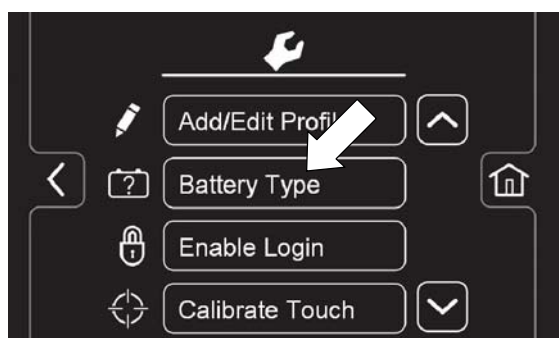 Add/Edit Profil
Battery Type
?
Enable Login
Calibrate Touch